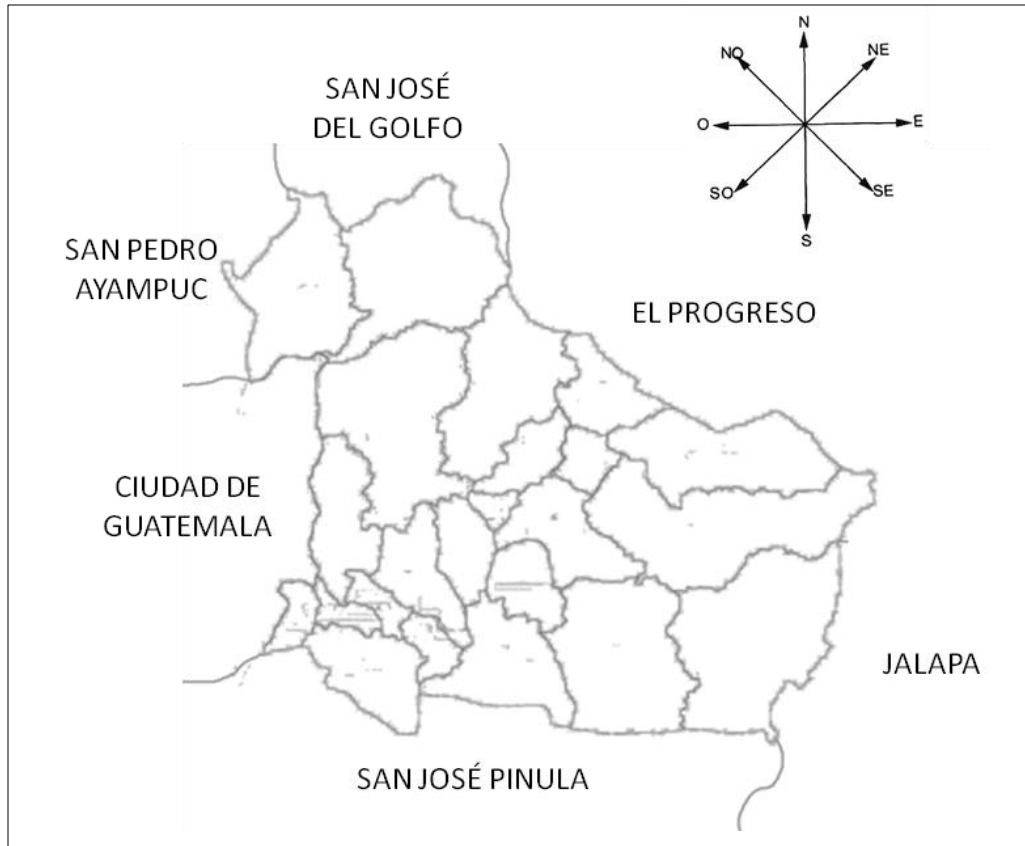 N
NO
NE
SAN JOSÉ
DEL GOLFO
O
E
SO
SE
S
SAN PEDRO
AYAMPUC
EL PROGRESO
CIUDAD DE
GUATEMALA
JALAPA
SAN JOSÉ PINULA